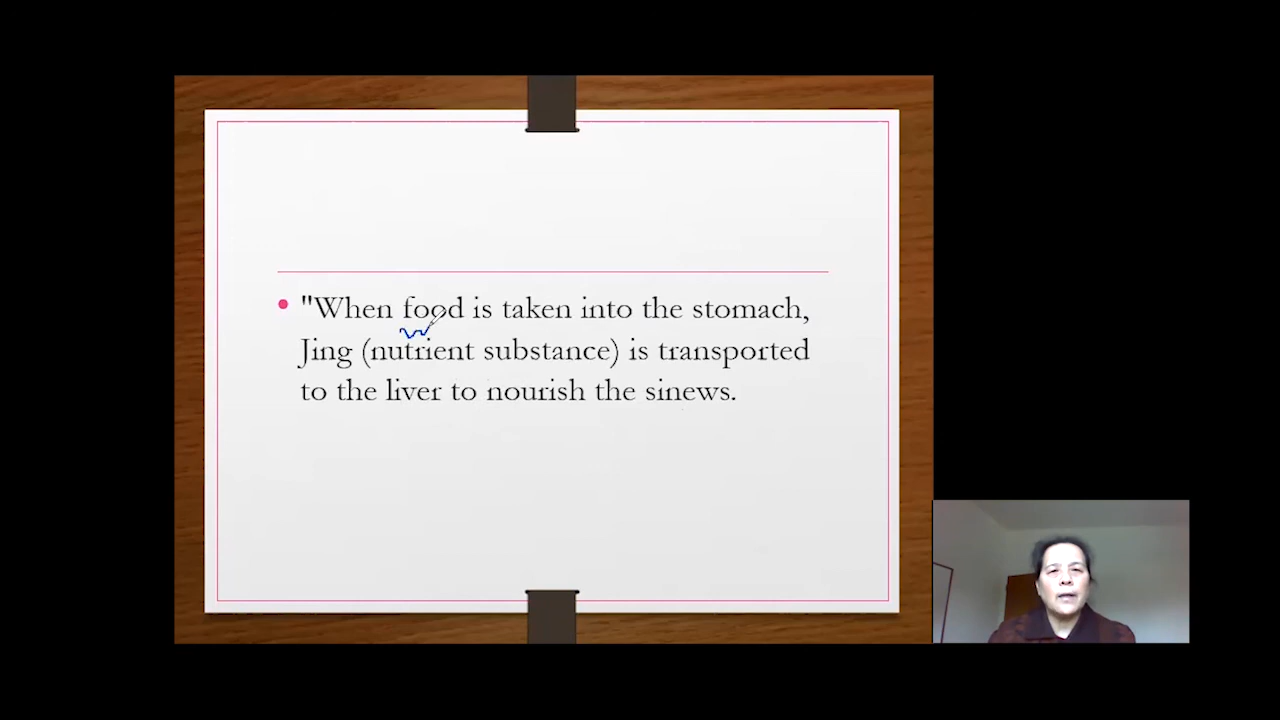 "When food is taken into the stomach,
Jing (nutrient substance) is transported
to the liver to nourish the sinews.